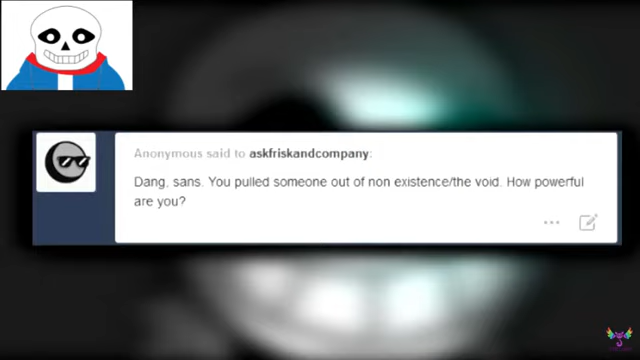 Anonymous said to askfriskandcompany:
Dang, sans. You pulled someone out of non existence/the void. How powerful
are you?